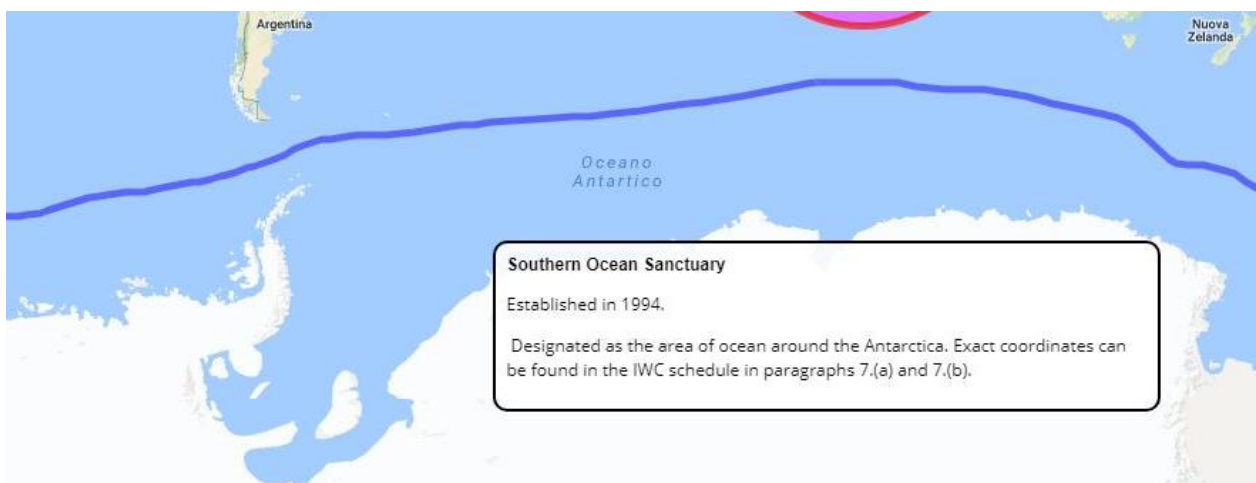 Argentina
Nuova
Zelanda
Oceano
Antartico
Southern Ocean Sanctuary
Established in 1994.
Designated as the area of ocean around the Antarctica. Exact coordinates can
be found in the IWC schedule in paragraphs 7.(a) and 7.(b).